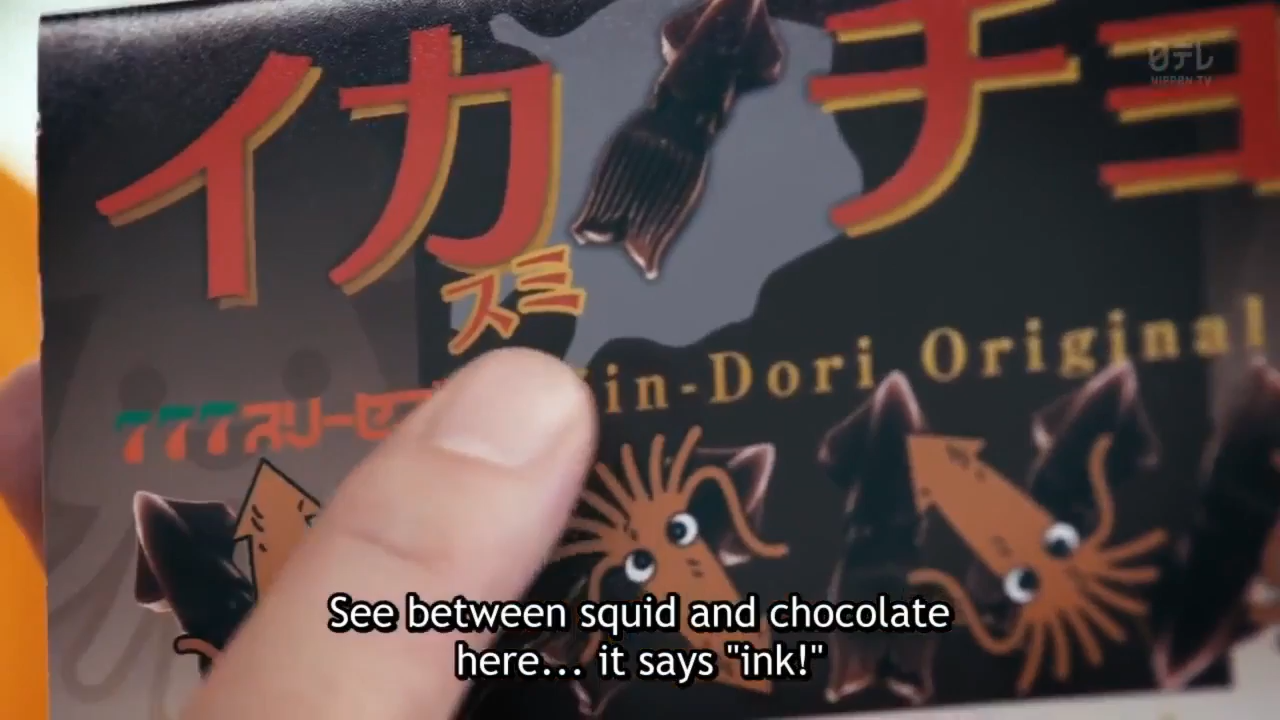 イカ チョ
日テレ
NIPPON TV
スミ
in-Dori Original
777スリーセブ
See between squid and chocolate
here... it says "ink!"